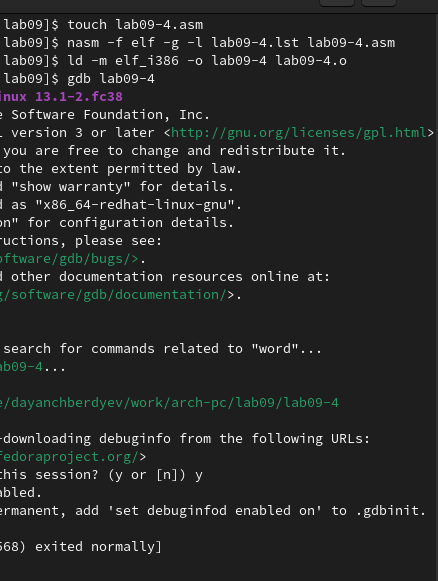 lab09]$ touch lab09-4.asm
lab09]$ nasm -f elf -g -l lab09-4.lst lab09-4.asm
lab09]$ ld -m elf_i386 -o lab09-4 lab09-4.o
lab09]$ gdb lab09-4
inux 13.1-2.fc38
e Software Foundation, Inc.
version 3 or later <http://gnu.org/licenses/gpl.html>
you are free to change and redistribute it.
to the extent permitted by law.
d "show warranty" for details.
d as "x86_64-redhat-linux-gnu".
on" for configuration details.
ructions, please see:
oftware/gdb/bugs/>.
d other documentation resources online at:
g/software/gdb/documentation/>.
search for commands related to "word"...
ab09-4...
e/dayanchberdyev/work/arch-pc/lab09/lab09-4
-downloading debuginfo from the following URLs:
fedoraproject.org/>
this session? (y or [n]) y
abled.
ermanent, add 'set debuginfod enabled on' to .gdbinit.
568) exited normally]